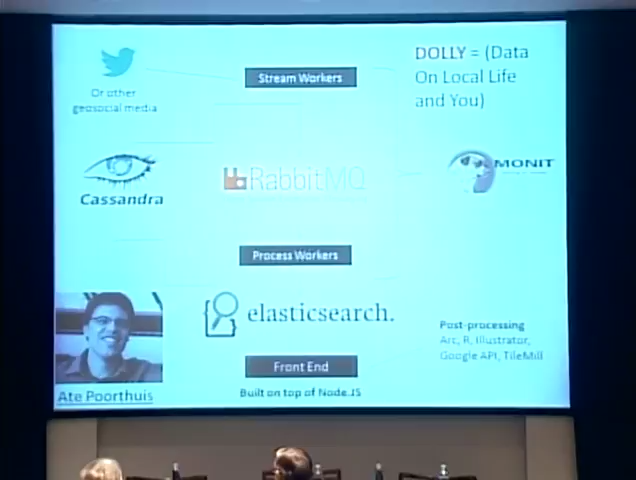 Or other
geosocial media
Stream Workers
DOLLY = (Data
On Local Life
and You)
Cassandra
RabbitMQ
MONIT
Process Workers
elasticsearch.
Ate Poorthuis
Front End
Built on top of Node.JS
Post-processing
Arc, R, Illustrator,
Google API, TileMill